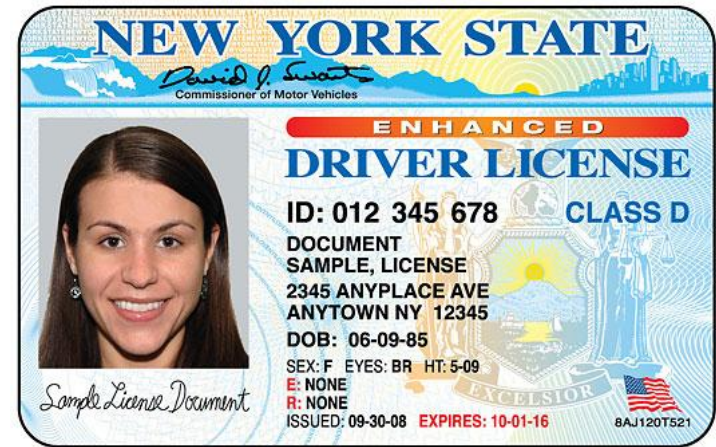 NEW YORK STATE
David J. Swarts
Commissioner of Motor Vehicles
ENHANCED
DRIVER LICENSE
ID: 012 345 678 CLASS D
DOCUMENT
SAMPLE, LICENSE
2345 ANYPLACE AVE
ANYTOWN NY 12345
DOB: 06-09-85
SEX: F EYES: BR HT: 5-09
E: NONE
R: NONE
ISSUED: 09-30-08 EXPIRES: 10-01-16
Sample License Document
EXCELSIOR
8AJ120T521